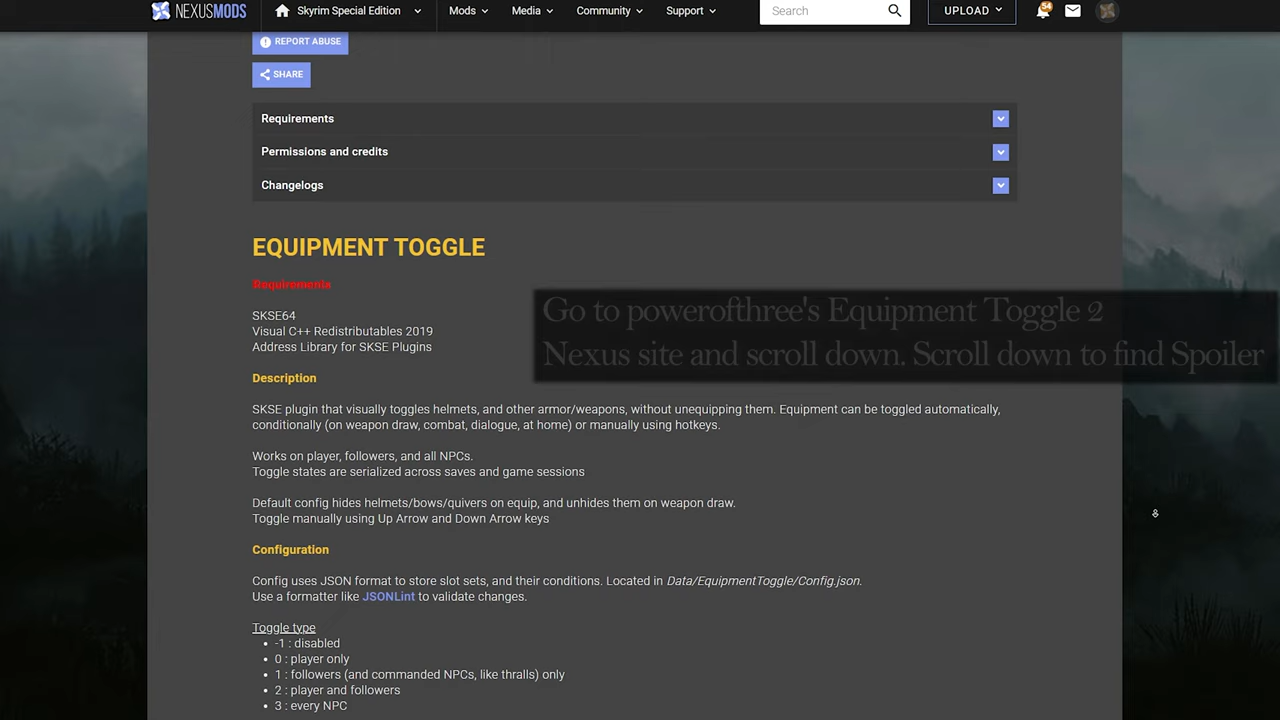 NEXUSMODS
Skyrim Special Edition
Mods
Media
Community
Support
Search
UPLOAD
54
REPORT ABUSE
SHARE
Requirements
Permissions and credits
Changelogs
EQUIPMENT TOGGLE
Requirements
Go to powerofthree's Equipment Toggle 2
Nexus site and scroll down. Scroll down to find Spoiler
SKSE64
Visual C++ Redistributables 2019
Address Library for SKSE Plugins
Description
SKSE plugin that visually toggles helmets, and other armor/weapons, without unequipping them. Equipment can be toggled automatically,
conditionally (on weapon draw, combat, dialogue, at home) or manually using hotkeys.
Works on player, followers, and all NPCs.
Toggle states are serialized across saves and game sessions
Default config hides helmets/bows/quivers on equip, and unhides them on weapon draw.
Toggle manually using Up Arrow and Down Arrow keys
Configuration
Config uses JSON format to store slot sets, and their conditions. Located in Data/EquipmentToggle/Config.json.
Use a formatter like JSONLint to validate changes.
Toggle type
• -1 : disabled
• 0 : player only
• 1 : followers (and commanded NPCs, like thralls) only
• 2 : player and followers
• 3 : every NPC